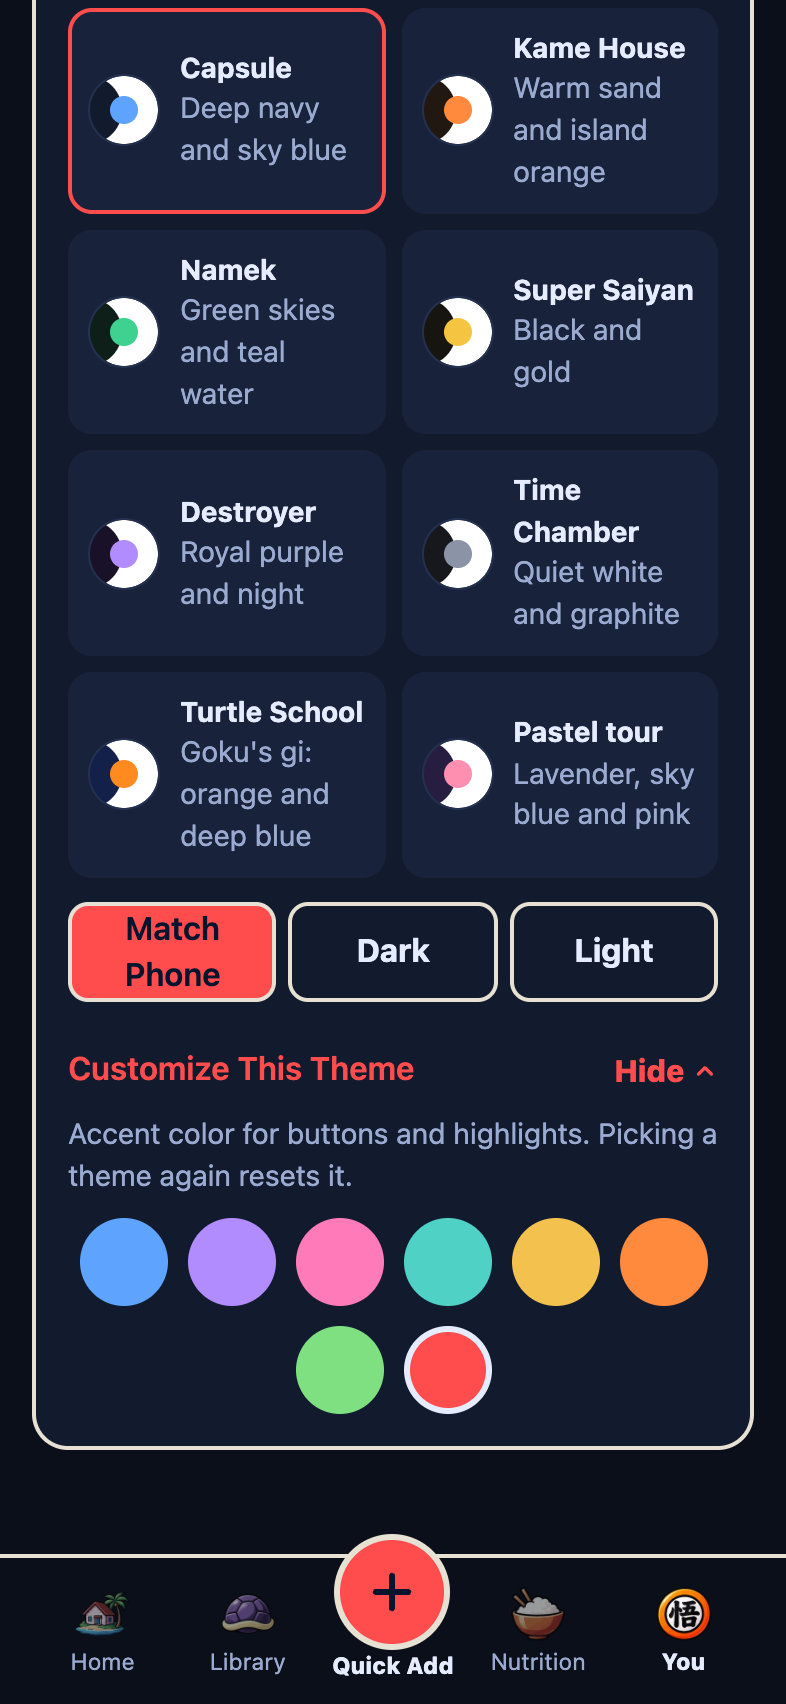 Capsule
Deep navy
and sky blue
Kame House
Warm sand
and island
orange
Namek
Green skies
and teal
water
Super Saiyan
Black and
gold
Destroyer
Royal purple
and night
Time
Chamber
Quiet white
and graphite
Turtle School
Goku's gi:
orange and
deep blue
Pastel tour
Lavender, sky
blue and pink
Match
Phone
Dark
Light
Customize This Theme
Hide
Accent color for buttons and highlights. Picking a
theme again resets it.
Home
Library
Quick Add
Nutrition
悟
You